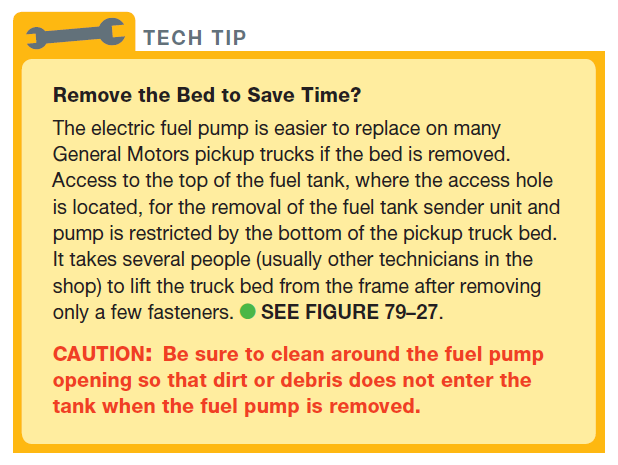 TECH TIP
Remove the Bed to Save Time?
The electric fuel pump is easier to replace on many
General Motors pickup trucks if the bed is removed.
Access to the top of the fuel tank, where the access hole
is located, for the removal of the fuel tank sender unit and
pump is restricted by the bottom of the pickup truck bed.
It takes several people (usually other technicians in the
shop) to lift the truck bed from the frame after removing
only a few fasteners. ● SEE FIGURE 79–27.
CAUTION: Be sure to clean around the fuel pump
opening so that dirt or debris does not enter the
tank when the fuel pump is removed.